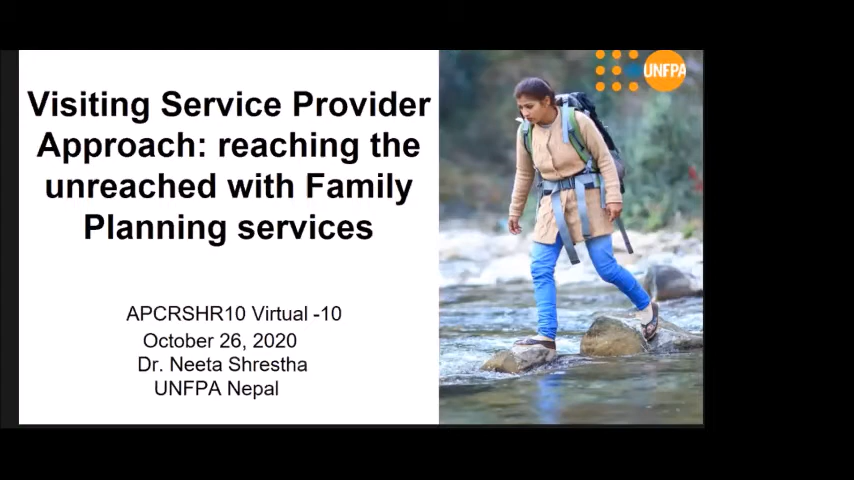 Visiting Service Provider
Approach: reaching the
unreached with Family
Planning services
APCRSHR10 Virtual -10
October 26, 2020
Dr. Neeta Shrestha
UNFPA Nepal
UNFPA